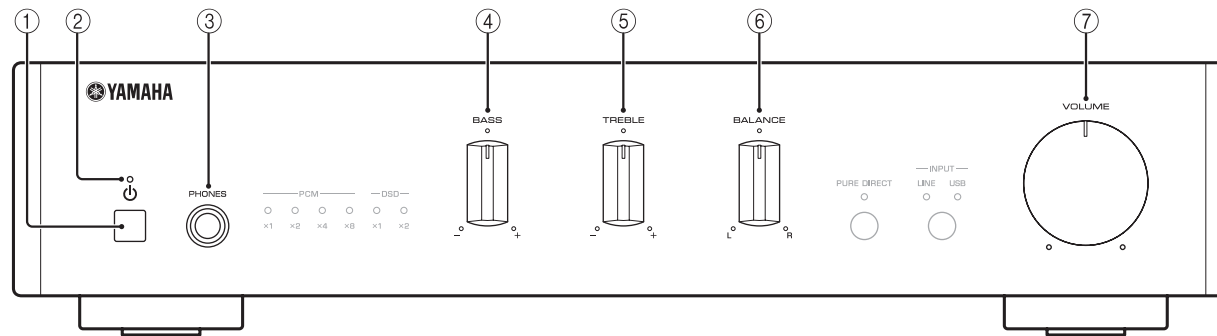 ① ② ③ ④ ⑤ ⑥ ⑦
YAMAHA
VOLUME
BASS TREBLE BALANCE
INPUT
PURE DIRECT LINE USB
PHONES PCM DSD
×1 ×2 ×4 ×8 ×1 ×2
− + − + L R